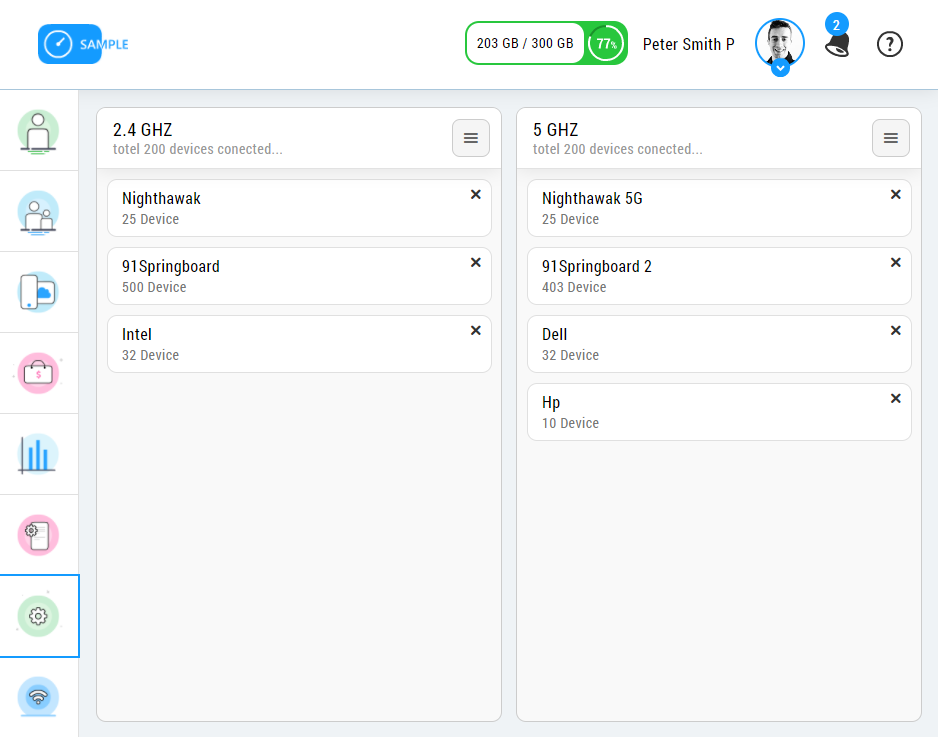 SAMPLE
203 GB / 300 GB
77%
Peter Smith P
2
?
2.4 GHZ
totel 200 devices conected...
Nighthawak
25 Device
91Springboard
500 Device
Intel
32 Device
5 GHZ
totel 200 devices conected...
Nighthawak 5G
25 Device
91Springboard 2
403 Device
Dell
32 Device
Hp
10 Device
$